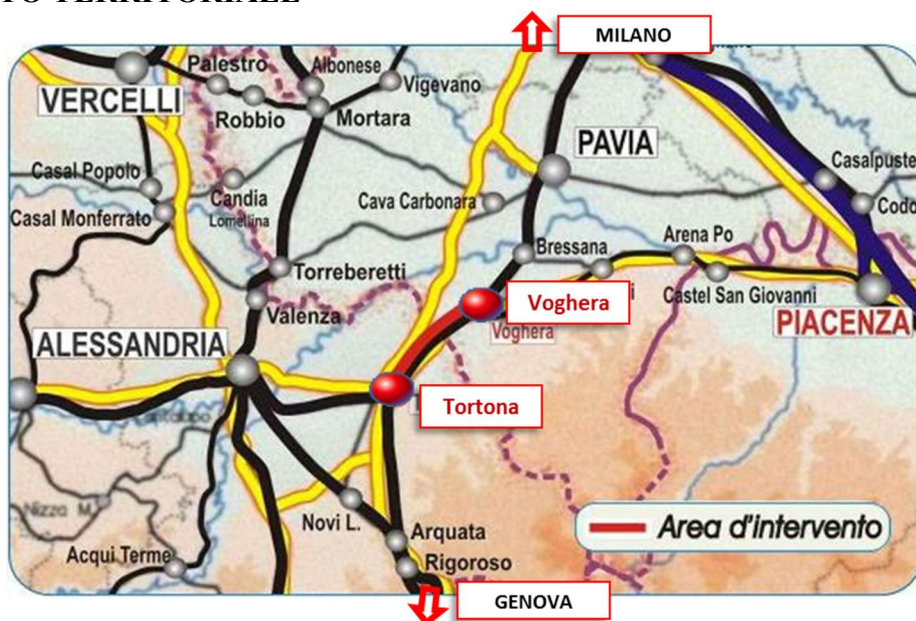 TO TERRITORIALE
MILANO
Palestro
Albonese
Vigevano
VERCELLI
Robbio
Mortara
PAVIA
Casalpuste
Casal Popolo
Candia
Lomellina
Cava Carbonara
Codo
Casal Monferrato
Bressana
Arena Po
Torreberetti
Voghera
Castel San Giovanni
Valenza
Voghera
PIACENZA
ALESSANDRIA
Tortona
Nizza M.
Novi L.
Area d'intervento
Arquata
Acqui Terme
Rigoroso
GENOVA